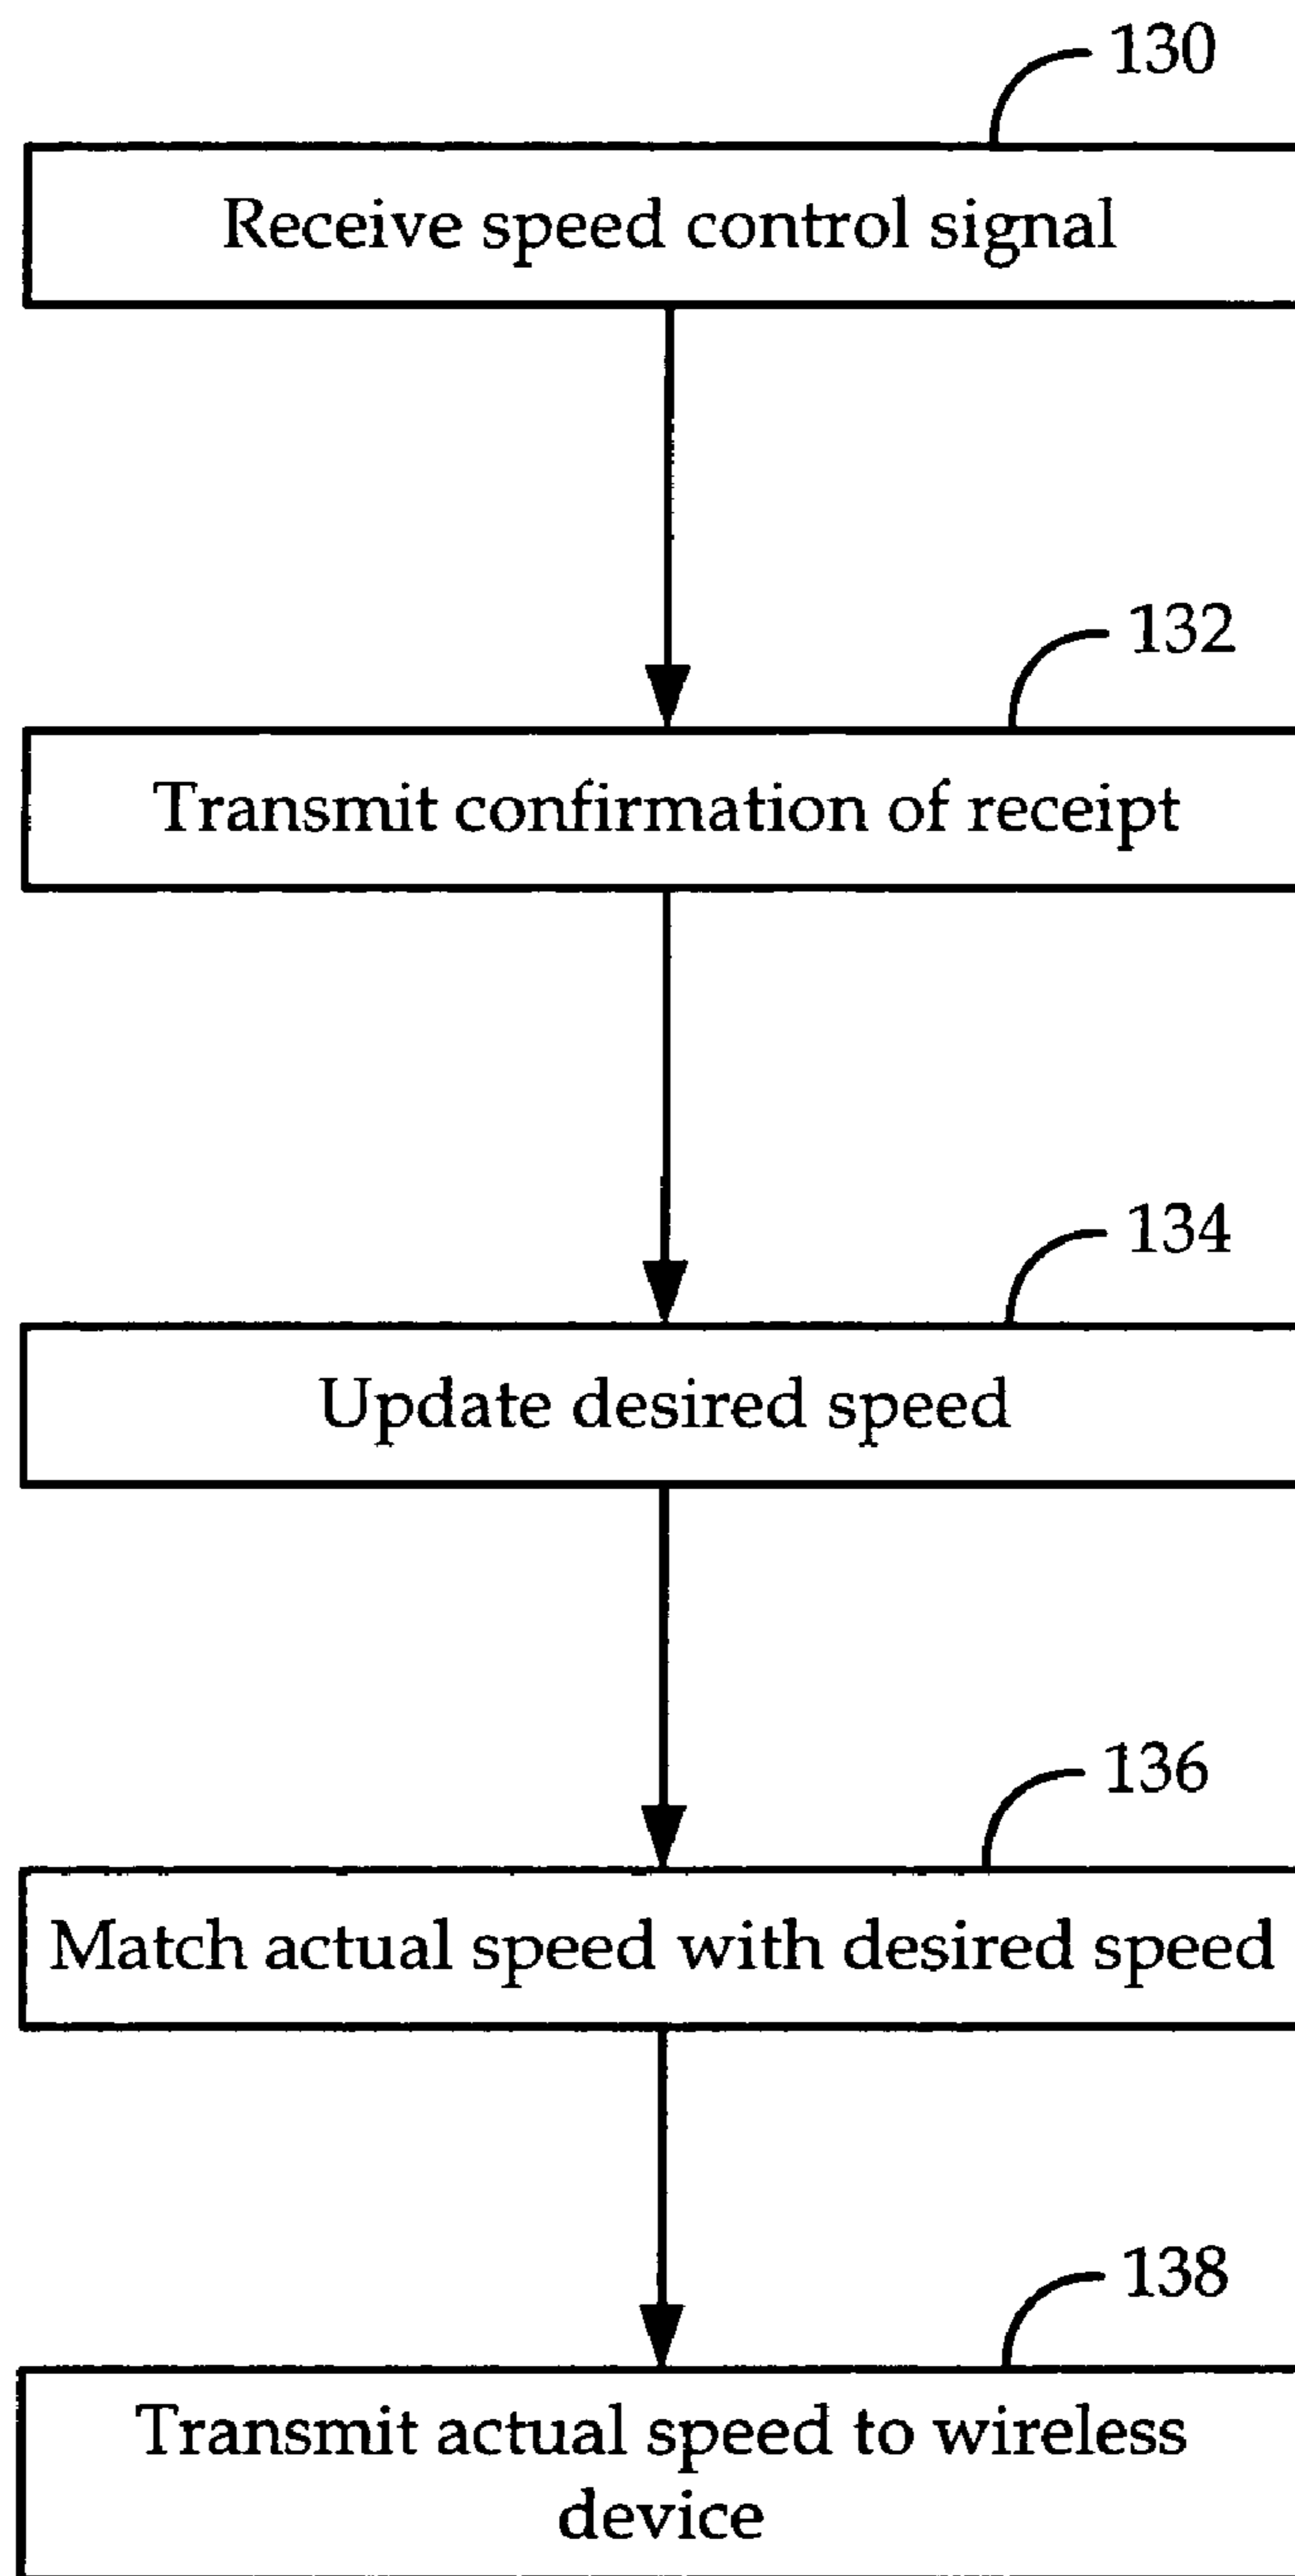 130
Receive speed control signal
132
Transmit confirmation of receipt
134
Update desired speed
136
Match actual speed with desired speed
138
Transmit actual speed to wireless
device